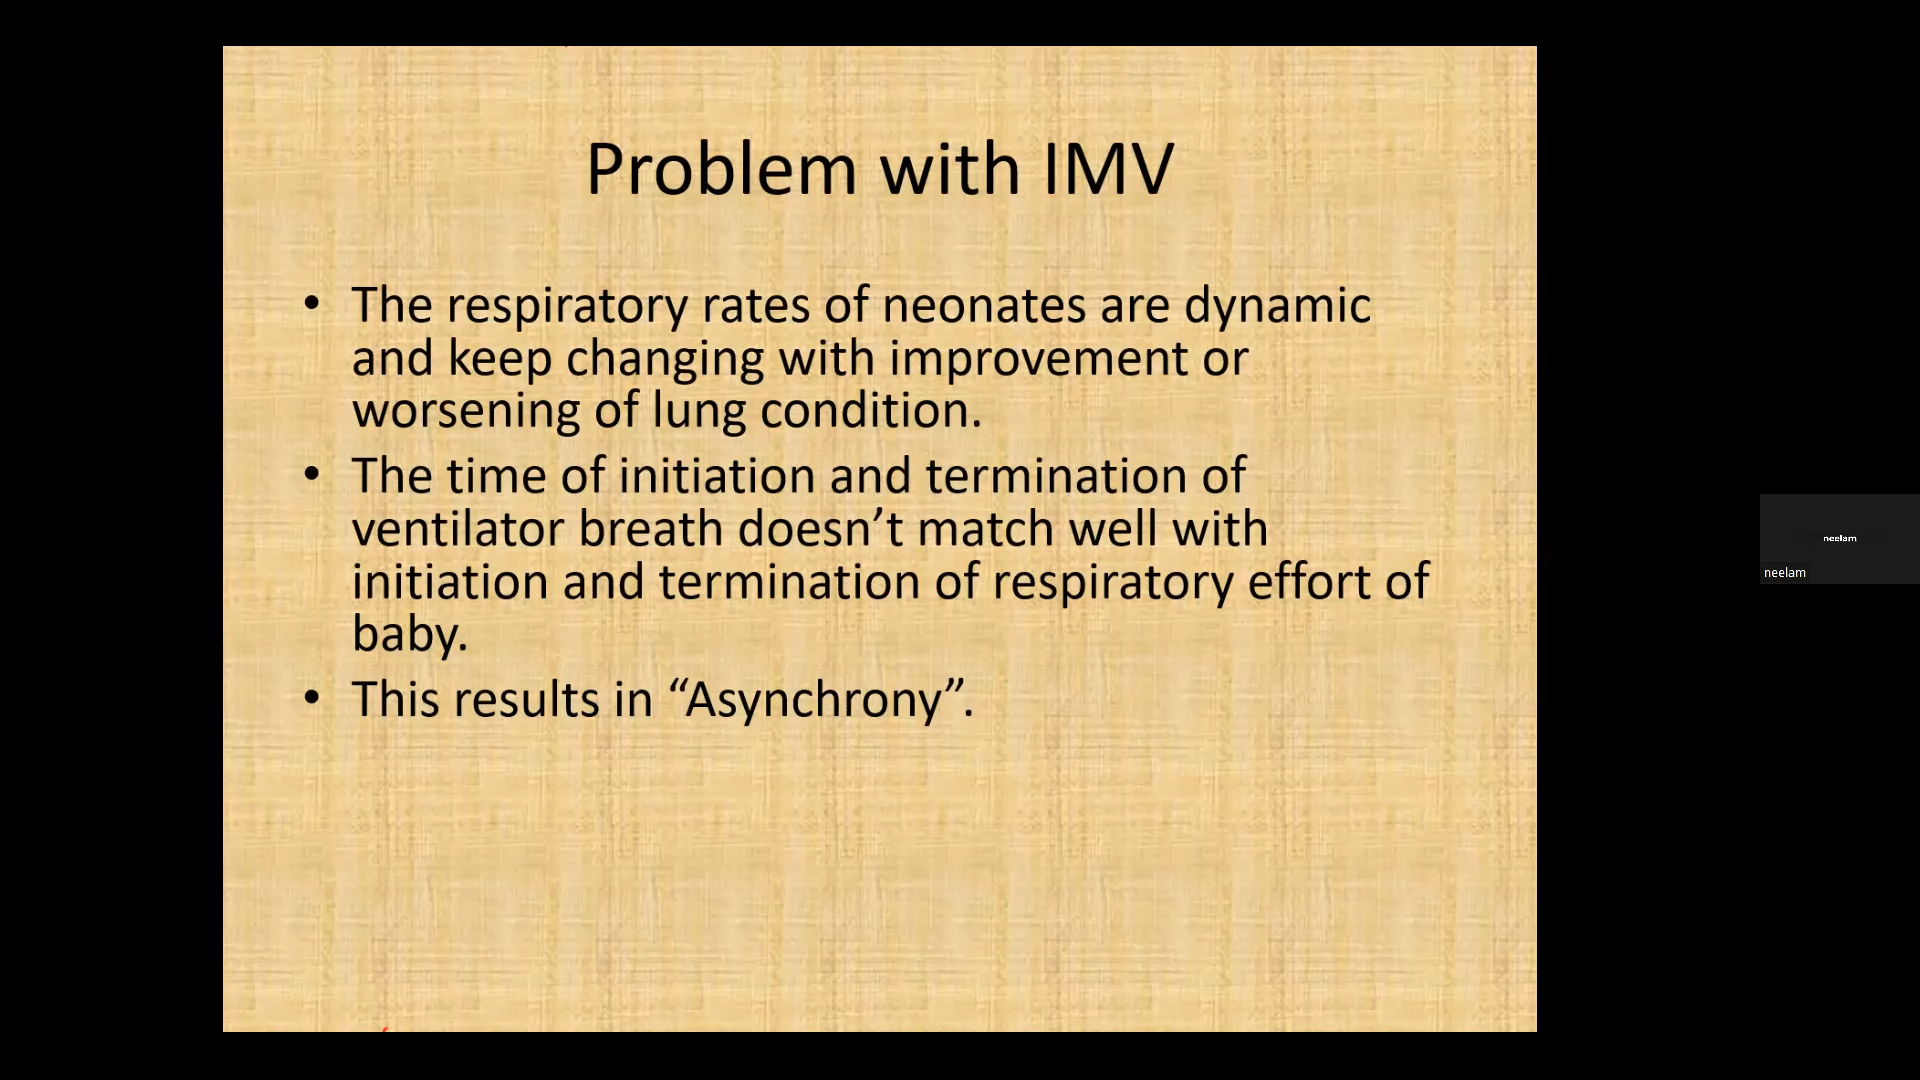 Problem with IMV
• The respiratory rates of neonates are dynamic
and keep changing with improvement or
worsening of lung condition.
• The time of initiation and termination of
ventilator breath doesn’t match well with
initiation and termination of respiratory effort of
baby.
• This results in “Asynchrony”.
neelam
neelam